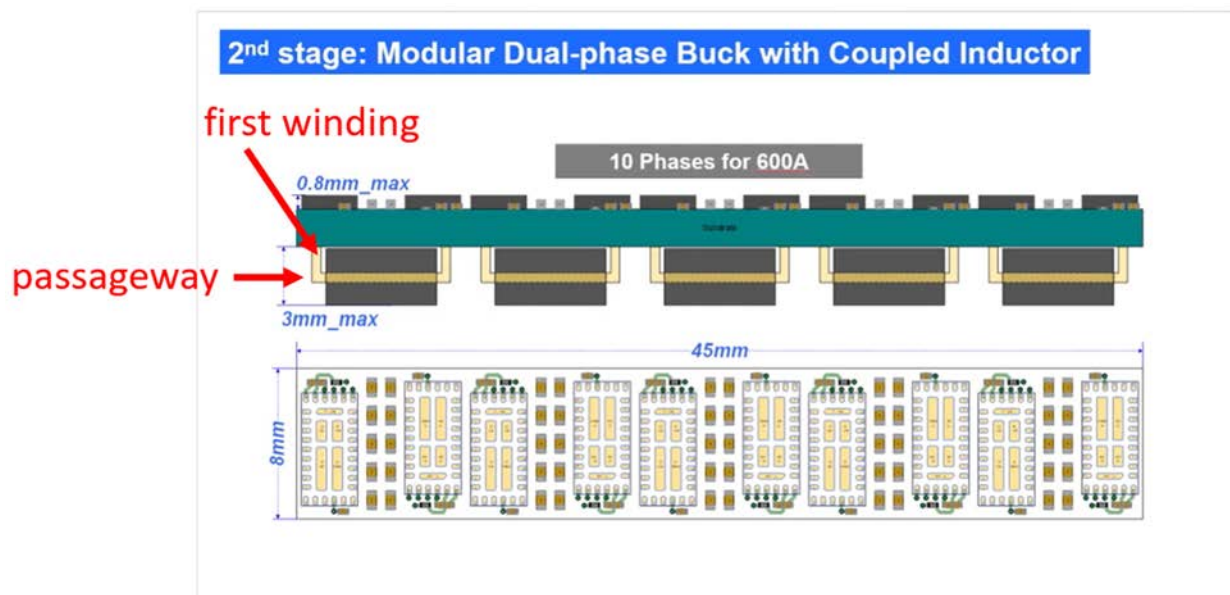 2nd stage: Modular Dual-phase Buck with Coupled Inductor
first winding
10 Phases for 600A
0.8mm_max
passageway
3mm_max
45mm
8mm